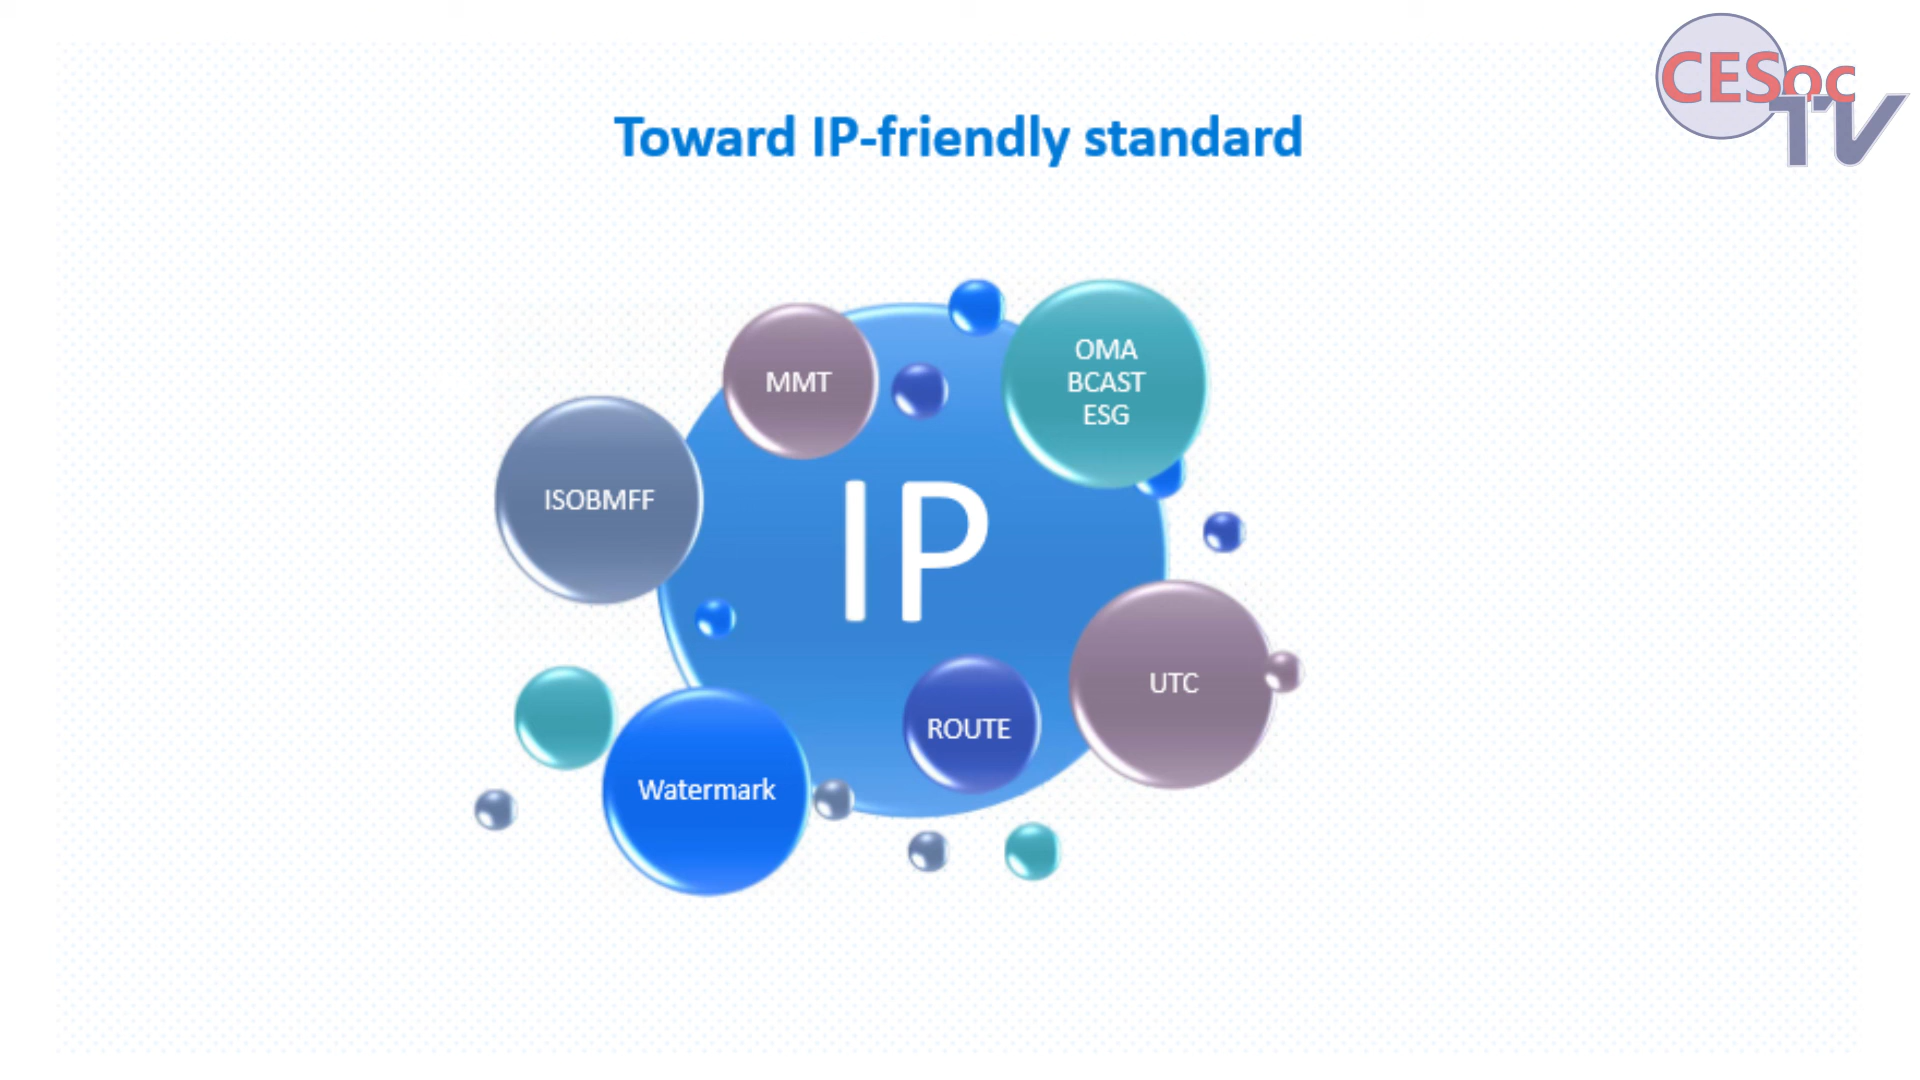 CESoc
TV
Toward IP-friendly standard
MMT
OMA
BCAST
ESG
ISOBMFF
IP
UTC
ROUTE
Watermark